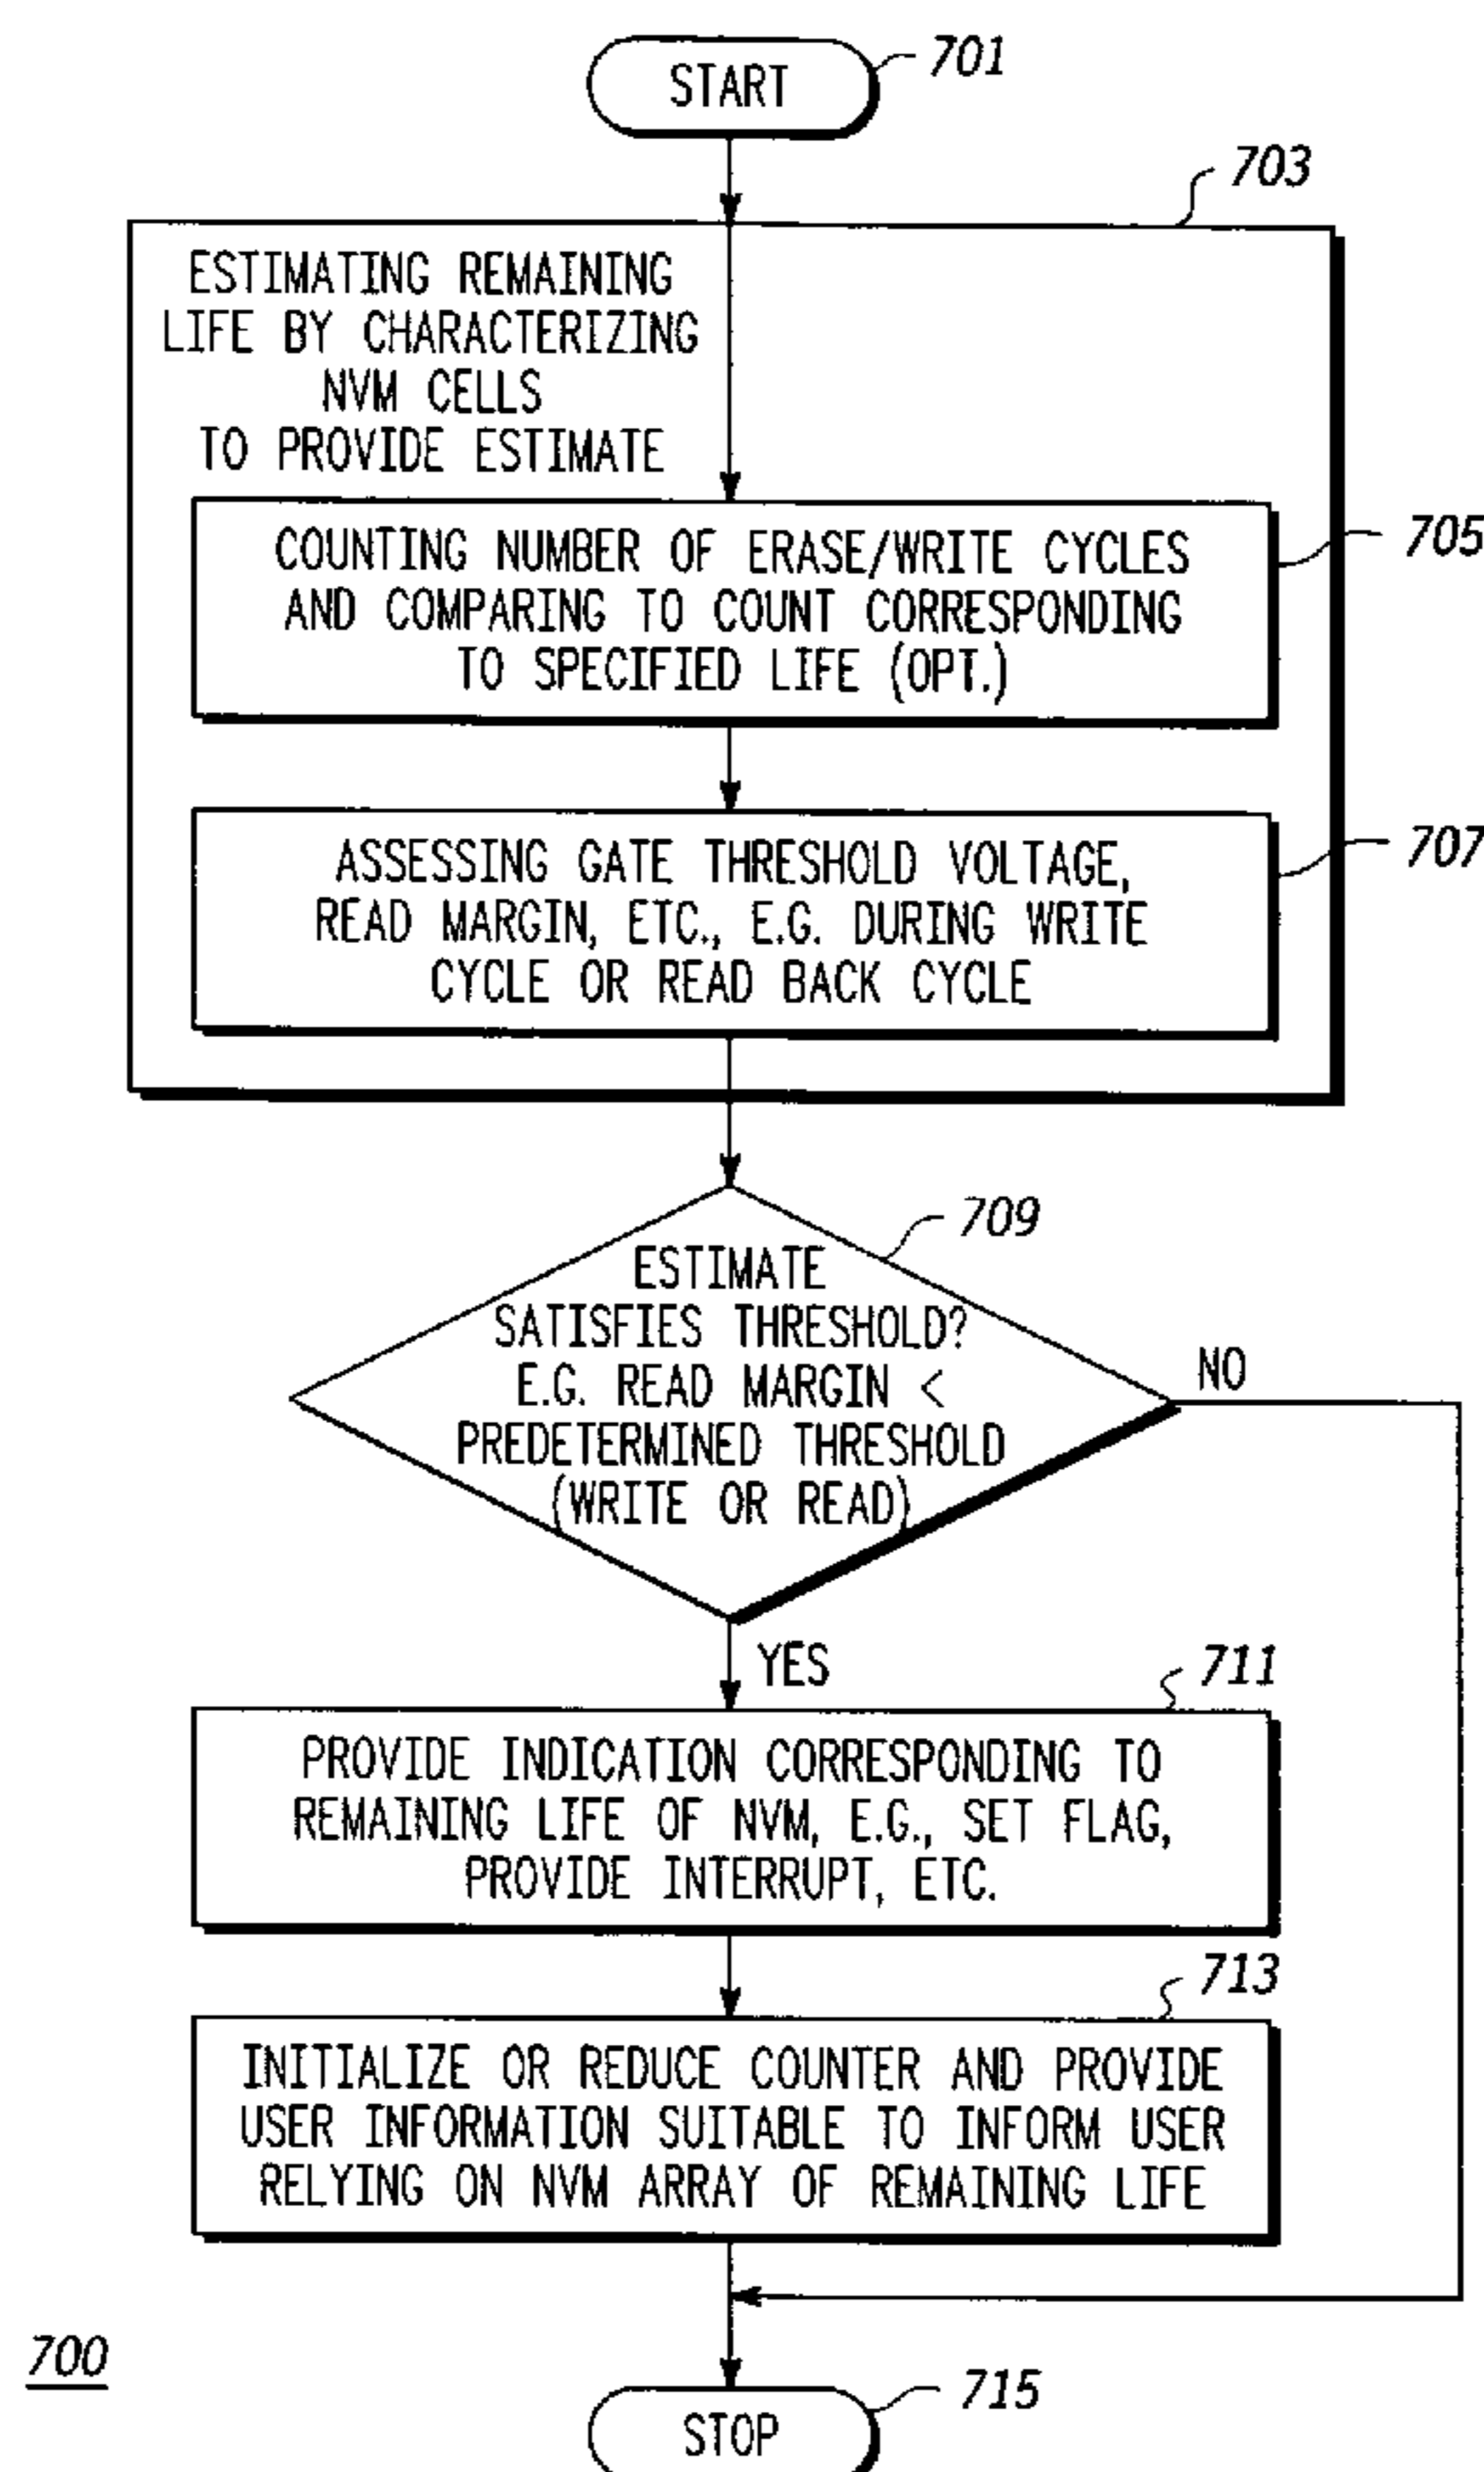 START
701
703
ESTIMATING REMAINING
LIFE BY CHARACTERIZING
NVM CELLS
TO PROVIDE ESTIMATE
COUNTING NUMBER OF ERASE/WRITE CYCLES
AND COMPARING TO COUNT CORRESPONDING
TO SPECIFIED LIFE (OPT.)
705
ASSESSING GATE THRESHOLD VOLTAGE,
READ MARGIN, ETC., E.G. DURING WRITE
CYCLE OR READ BACK CYCLE
707
709
ESTIMATE
SATISFIES THRESHOLD?
E.G. READ MARGIN <
PREDETERMINED THRESHOLD
(WRITE OR READ)
NO
YES
711
PROVIDE INDICATION CORRESPONDING TO
REMAINING LIFE OF NVM, E.G., SET FLAG,
PROVIDE INTERRUPT, ETC.
713
INITIALIZE OR REDUCE COUNTER AND PROVIDE
USER INFORMATION SUITABLE TO INFORM USER
RELYING ON NVM ARRAY OF REMAINING LIFE
700
715
STOP